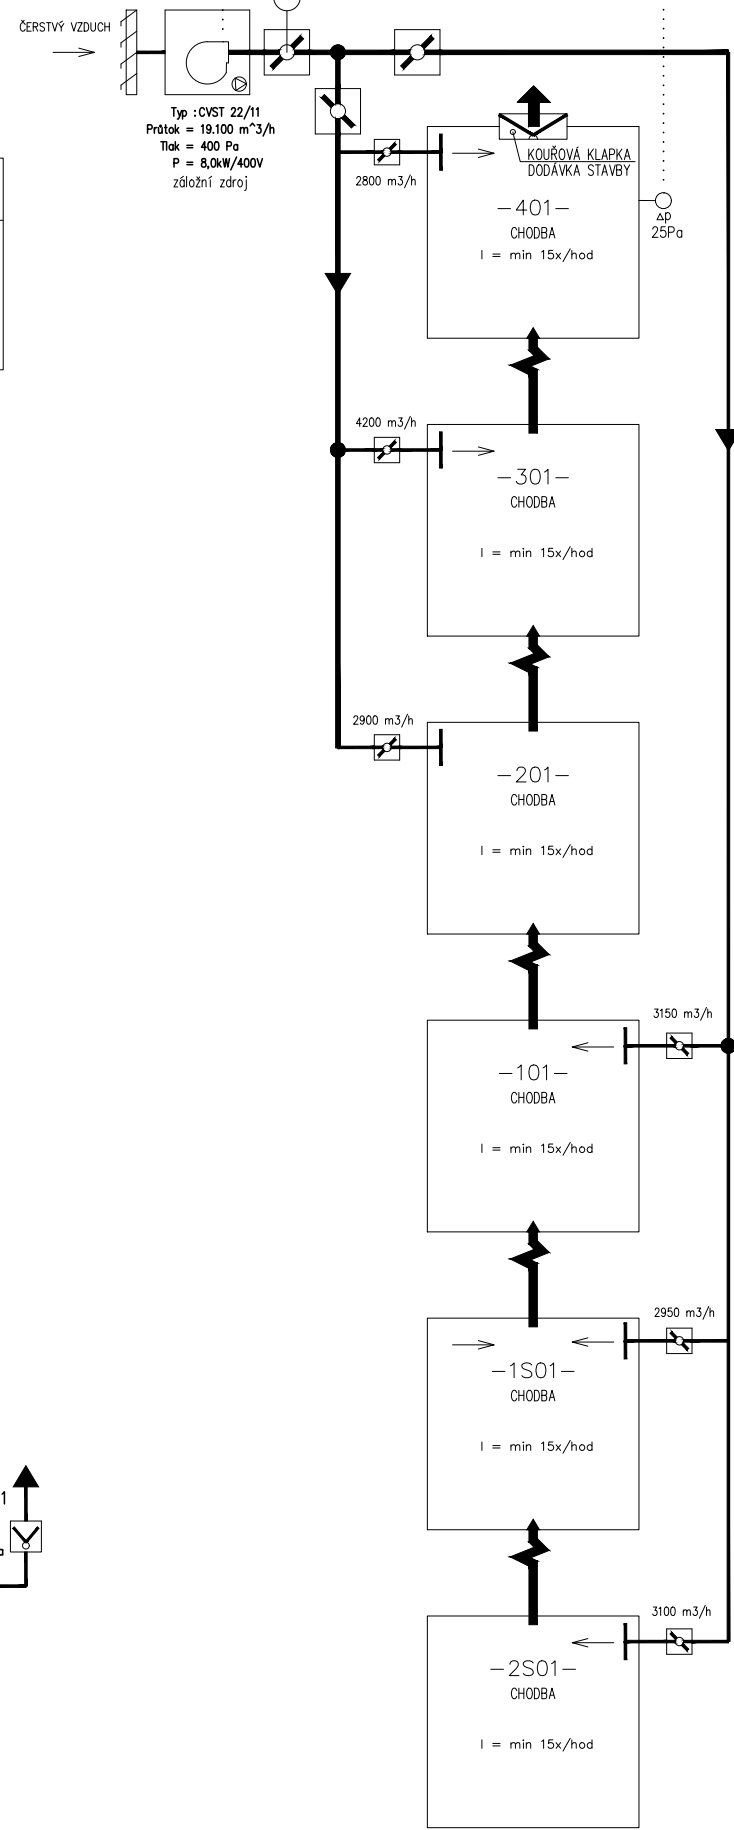 ČERSTVÝ VZDUCH
Typ :CVST 22/11
Průtok = 19.100 m^3/h
Tlak = 400 Pa
P = 8,0kW/400V
záložní zdroj
2800 m3/h
KOUŘOVÁ KLAPKA
DODÁVKA STAVBY
-401-
CHODBA
I = min 15x/hod
Δp
25Pa
4200 m3/h
-301-
CHODBA
I = min 15x/hod
2900 m3/h
-201-
CHODBA
I = min 15x/hod
3150 m3/h
-101-
CHODBA
I = min 15x/hod
2950 m3/h
-1S01-
CHODBA
I = min 15x/hod
1
3100 m3/h
-2S01-
CHODBA
I = min 15x/hod